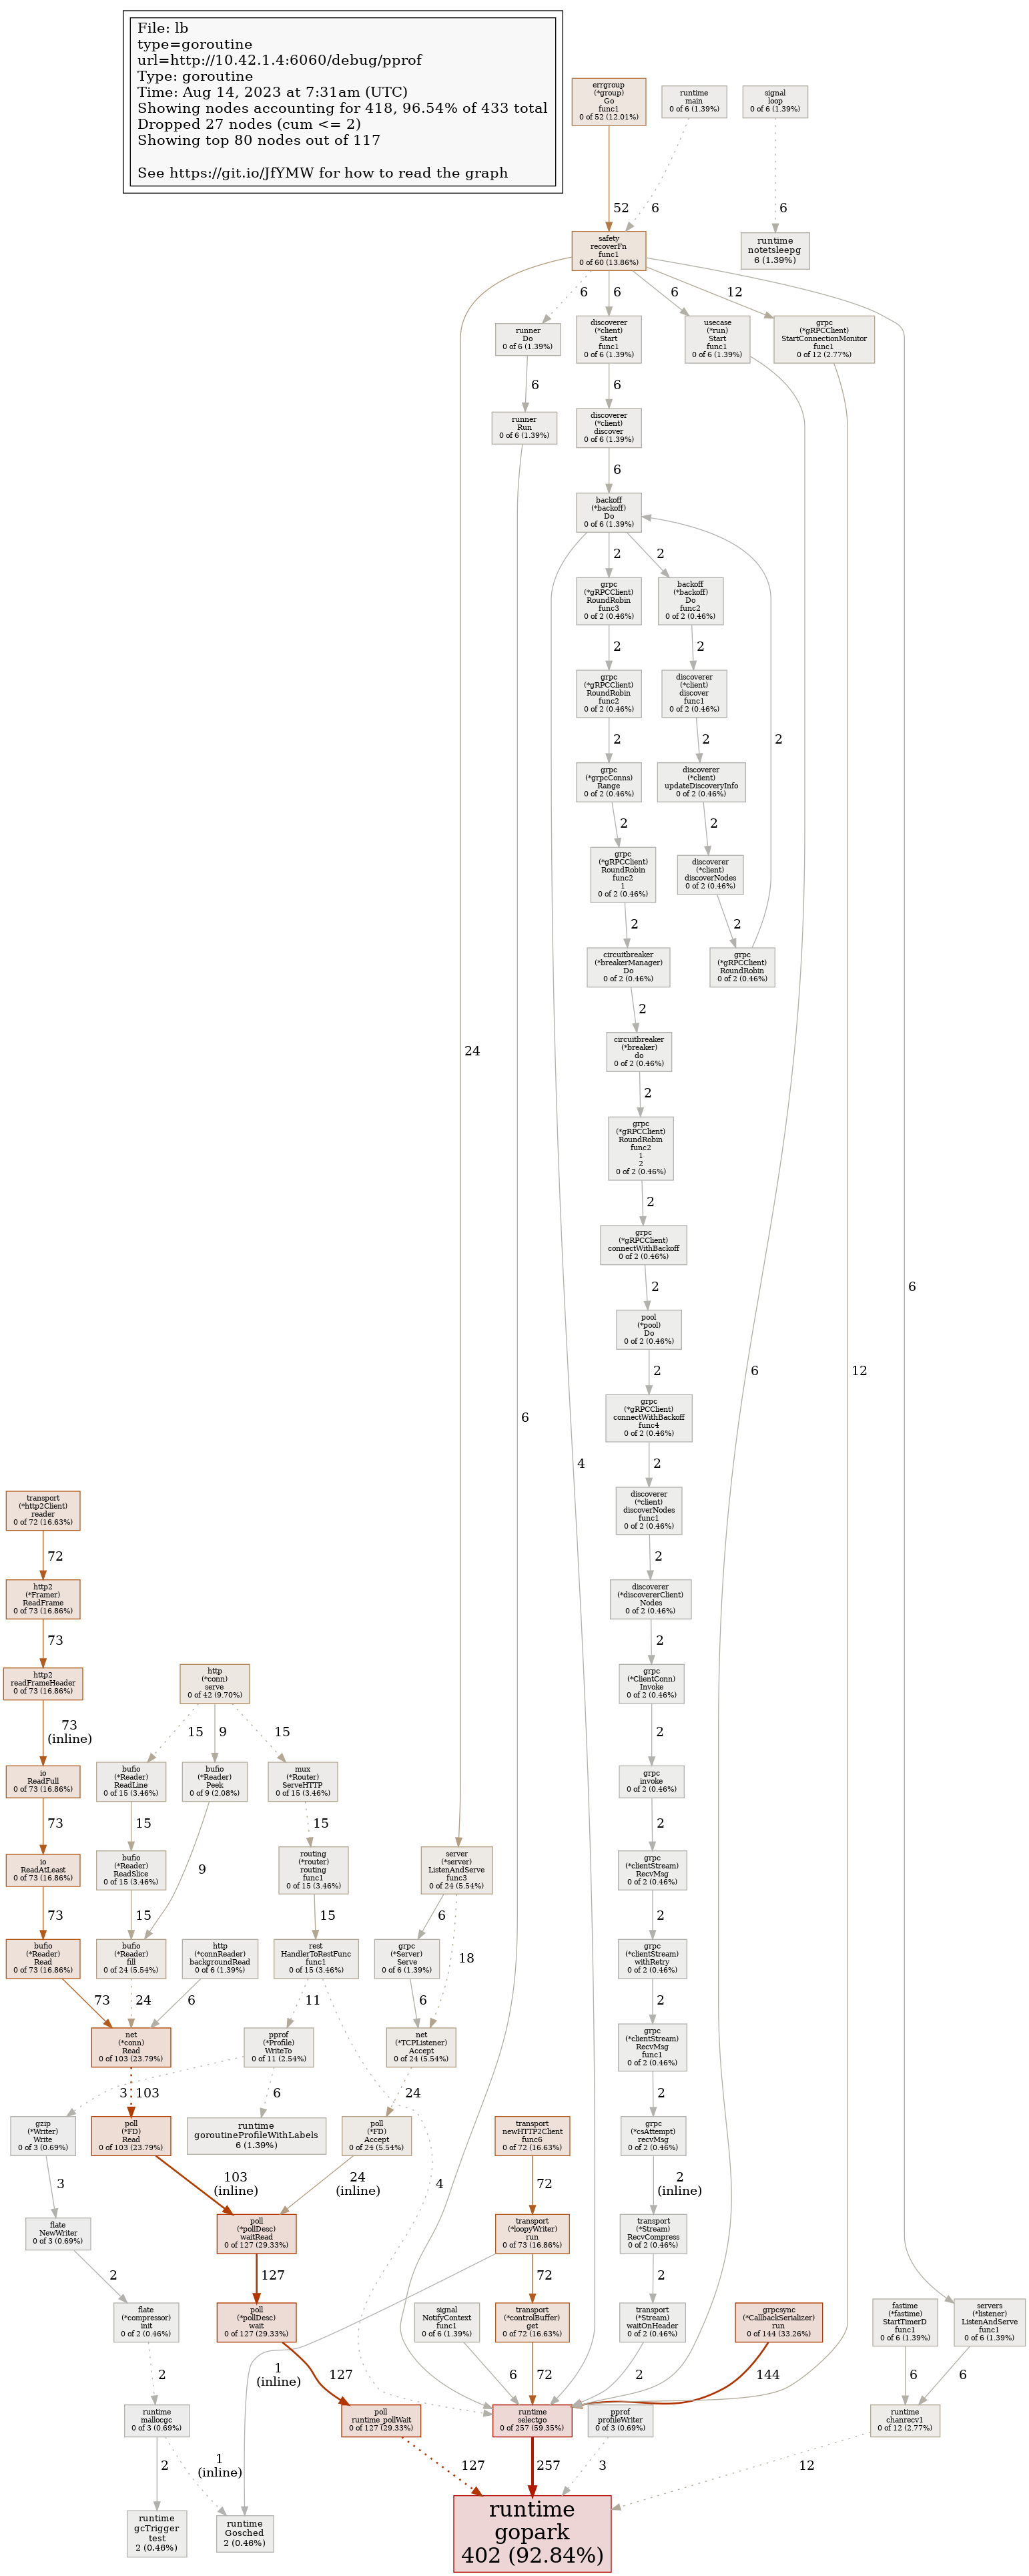 File: lb
type=goroutine
url=http://10.42.1.4:6060/debug/pprof
Type: goroutine
Time: Aug 14, 2023 at 7:31am (UTC)
Showing nodes accounting for 418, 96.54% of 433 total
Dropped 27 nodes (cum <= 2)
Showing top 80 nodes out of 117
See https://git.io/JfYMW for how to read the graph
errgroup
(*group)
Go
func1
0 of 52 (12.01%)
runtime
main
0 of 6 (1.39%)
signal
loop
0 of 6 (1.39%)
52
6
6
safety
recoverFn
func1
0 of 60 (13.86%)
runtime
notetsleepg
6 (1.39%)
6
6
6
12
runner
Do
0 of 6 (1.39%)
discoverer
(*client)
Start
func1
0 of 6 (1.39%)
usecase
(*run)
Start
func1
0 of 6 (1.39%)
grpc
(*gRPCClient)
StartConnectionMonitor
func1
0 of 12 (2.77%)
6
6
runner
Run
0 of 6 (1.39%)
discoverer
(*client)
discover
0 of 6 (1.39%)
6
backoff
(*backoff)
Do
0 of 6 (1.39%)
2
2
grpc
(*gRPCClient)
RoundRobin
func3
0 of 2 (0.46%)
backoff
(*backoff)
Do
func2
0 of 2 (0.46%)
2
2
grpc
(*gRPCClient)
RoundRobin
func2
0 of 2 (0.46%)
discoverer
(*client)
discover
func1
0 of 2 (0.46%)
2
2
2
grpc
(*grpcConns)
Range
0 of 2 (0.46%)
discoverer
(*client)
updateDiscoveryInfo
0 of 2 (0.46%)
2
2
grpc
(*gRPCClient)
RoundRobin
func2
1
0 of 2 (0.46%)
discoverer
(*client)
discoverNodes
0 of 2 (0.46%)
2
2
circuitbreaker
(*breakerManager)
Do
0 of 2 (0.46%)
grpc
(*gRPCClient)
RoundRobin
0 of 2 (0.46%)
2
circuitbreaker
(*breaker)
do
0 of 2 (0.46%)
24
2
grpc
(*gRPCClient)
RoundRobin
func2
1
2
0 of 2 (0.46%)
2
grpc
(*gRPCClient)
connectWithBackoff
0 of 2 (0.46%)
2
6
pool
(*pool)
Do
0 of 2 (0.46%)
2
6
12
grpc
(*gRPCClient)
connectWithBackoff
func4
0 of 2 (0.46%)
6
4
2
transport
(*http2Client)
reader
0 of 72 (16.63%)
discoverer
(*client)
discoverNodes
func1
0 of 2 (0.46%)
72
2
http2
(*Framer)
ReadFrame
0 of 73 (16.86%)
discoverer
(*discovererClient)
Nodes
0 of 2 (0.46%)
73
2
http2
readFrameHeader
0 of 73 (16.86%)
http
(*conn)
serve
0 of 42 (9.70%)
grpc
(*ClientConn)
Invoke
0 of 2 (0.46%)
73
(inline)
15
9
15
2
io
ReadFull
0 of 73 (16.86%)
bufio
(*Reader)
ReadLine
0 of 15 (3.46%)
bufio
(*Reader)
Peek
0 of 9 (2.08%)
mux
(*Router)
ServeHTTP
0 of 15 (3.46%)
grpc
invoke
0 of 2 (0.46%)
73
15
15
2
io
ReadAtLeast
0 of 73 (16.86%)
bufio
(*Reader)
ReadSlice
0 of 15 (3.46%)
9
routing
(*router)
routing
func1
0 of 15 (3.46%)
server
(*server)
ListenAndServe
func3
0 of 24 (5.54%)
grpc
(*clientStream)
RecvMsg
0 of 2 (0.46%)
73
15
15
6
18
2
bufio
(*Reader)
Read
0 of 73 (16.86%)
bufio
(*Reader)
fill
0 of 24 (5.54%)
http
(*connReader)
backgroundRead
0 of 6 (1.39%)
rest
HandlerToRestFunc
func1
0 of 15 (3.46%)
grpc
(*Server)
Serve
0 of 6 (1.39%)
grpc
(*clientStream)
withRetry
0 of 2 (0.46%)
73
24
6
11
6
2
net
(*conn)
Read
0 of 103 (23.79%)
pprof
(*Profile)
WriteTo
0 of 11 (2.54%)
net
(*TCPListener)
Accept
0 of 24 (5.54%)
grpc
(*clientStream)
RecvMsg
func1
0 of 2 (0.46%)
3
103
6
24
2
gzip
(*Writer)
Write
0 of 3 (0.69%)
poll
(*FD)
Read
0 of 103 (23.79%)
runtime
goroutineProfileWithLabels
6 (1.39%)
poll
(*FD)
Accept
0 of 24 (5.54%)
transport
newHTTP2Client
func6
0 of 72 (16.63%)
grpc
(*csAttempt)
recvMsg
0 of 2 (0.46%)
3
103
(inline)
24
(inline)
4
72
2
(inline)
flate
NewWriter
0 of 3 (0.69%)
poll
(*pollDesc)
waitRead
0 of 127 (29.33%)
transport
(*loopyWriter)
run
0 of 73 (16.86%)
transport
(*Stream)
RecvCompress
0 of 2 (0.46%)
2
127
72
2
flate
(*compressor)
init
0 of 2 (0.46%)
poll
(*pollDesc)
wait
0 of 127 (29.33%)
signal
NotifyContext
func1
0 of 6 (1.39%)
transport
(*controlBuffer)
get
0 of 72 (16.63%)
transport
(*Stream)
waitOnHeader
0 of 2 (0.46%)
grpcsync
(*CallbackSerializer)
run
0 of 144 (33.26%)
fastime
(*fastime)
StartTimerD
func1
0 of 6 (1.39%)
servers
(*listener)
ListenAndServe
func1
0 of 6 (1.39%)
2
1
(inline)
127
6
72
2
144
6
6
runtime
mallocgc
0 of 3 (0.69%)
poll
runtime_pollWait
0 of 127 (29.33%)
runtime
selectgo
0 of 257 (59.35%)
pprof
profileWriter
0 of 3 (0.69%)
runtime
chanrecv1
0 of 12 (2.77%)
2
1
(inline)
127
257
3
12
runtime
gcTrigger
test
2 (0.46%)
runtime
Gosched
2 (0.46%)
runtime
gopark
402 (92.84%)